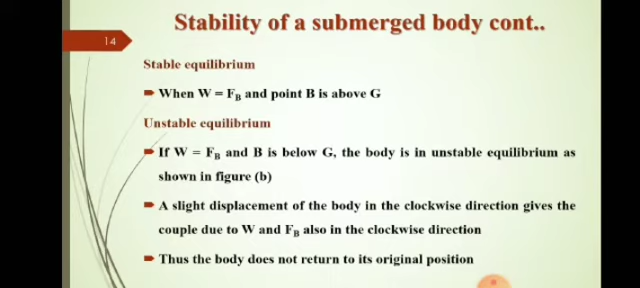 Stability of a submerged body cont..
14
Stable equilibrium
When W = FB and point B is above G
Unstable equilibrium
If W = FB and B is below G, the body is in unstable equilibrium as
shown in figure (b)
A slight displacement of the body in the clockwise direction gives the
couple due to W and FB also in the clockwise direction
Thus the body does not return to its original position